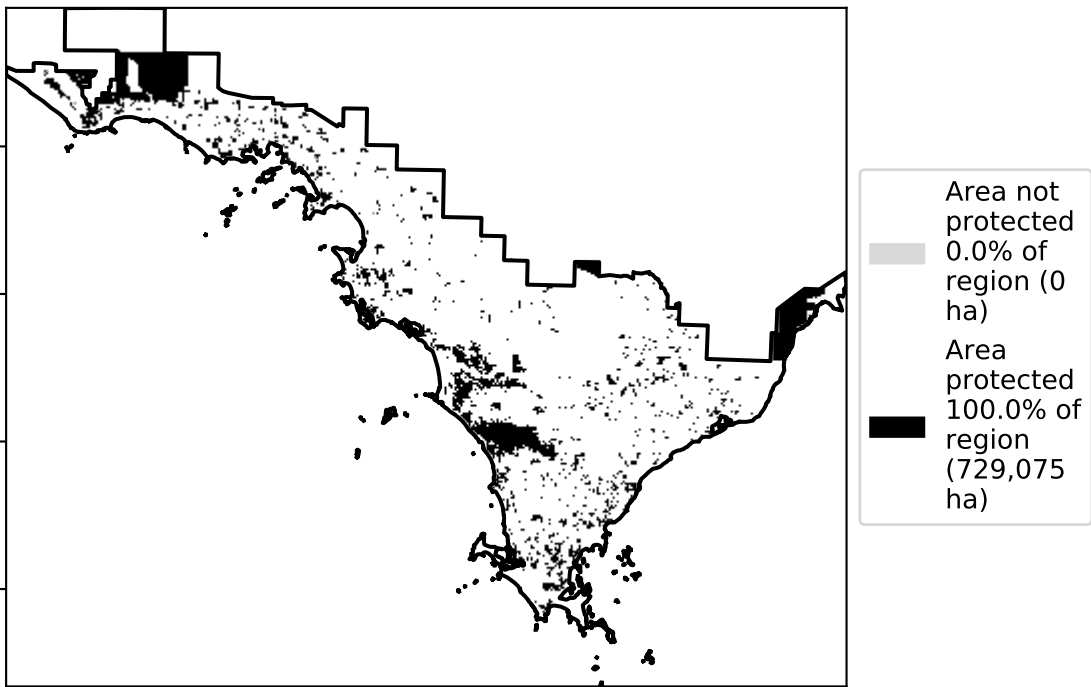 Area not
protected
0.0% of
region (0
ha)
Area
protected
100.0% of
region
(729,075
ha)